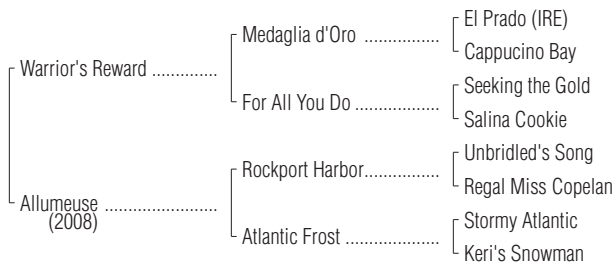 El Prado (IRE)
Medaglia d'Oro .................
Cappucino Bay
Warrior's Reward ..............
Seeking the Gold
For All You Do ...................
Salina Cookie
Unbridled's Song
Rockport Harbor.................
Regal Miss Copelan
Allumeuse ........................
(2008)
Stormy Atlantic
Atlantic Frost .....................
Keri's Snowman